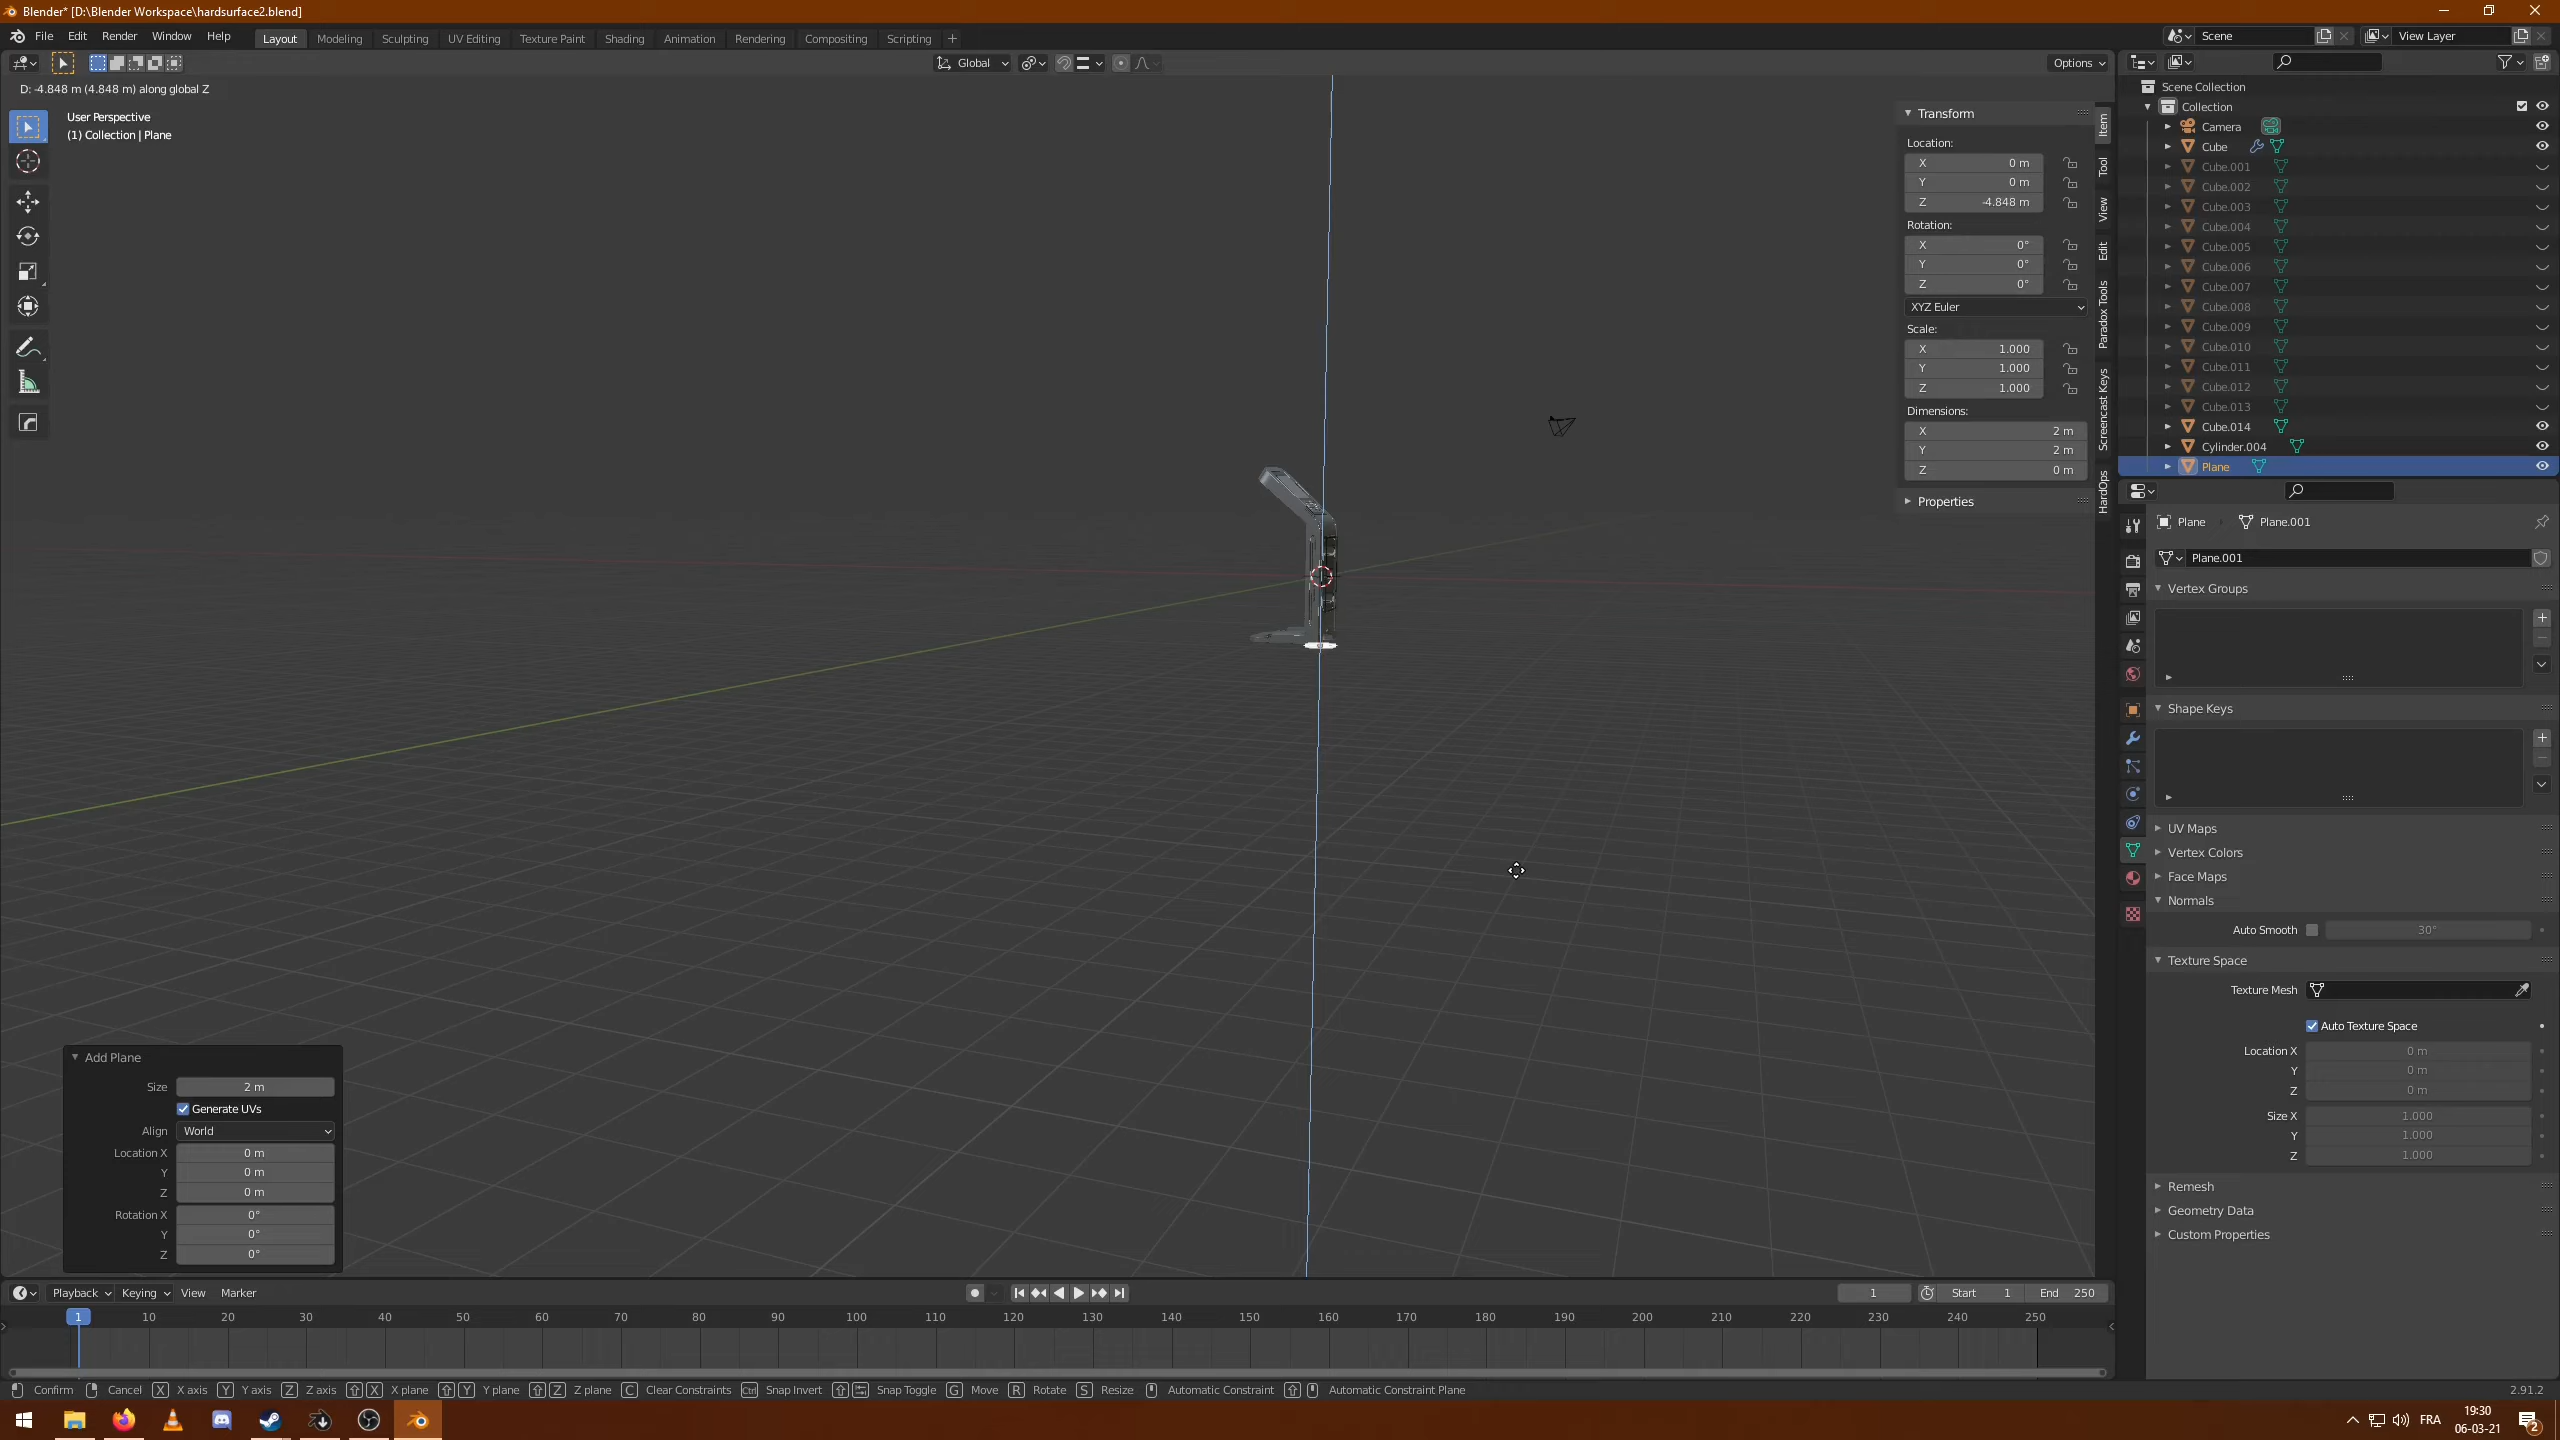 Blender* [D:\Blender Workspace\hardsurface2.blend]
File Edit Render Window Help Layout Modeling Sculpting UV Editing Texture Paint Shading Animation Rendering Compositing Scripting + Scene View Layer
Global Options
D: -4.848 m (4.848 m) along global Z
User Perspective
(1) Collection | Plane
Transform
Location:
X 0 m
Y 0 m
Z -4.848 m
Rotation:
X 0°
Y 0°
Z 0°
XYZ Euler
Scale:
X 1.000
Y 1.000
Z 1.000
Dimensions:
X 2 m
Y 2 m
Z 0 m
Properties
Item
Tool
View
Edit
Paradox Tools
Screencast Keys
HardOps
Scene Collection
Collection
Camera
Cube
Cube.001
Cube.002
Cube.003
Cube.004
Cube.005
Cube.006
Cube.007
Cube.008
Cube.009
Cube.010
Cube.011
Cube.012
Cube.013
Cube.014
Cylinder.004
Plane
Plane Plane.001
Plane.001
Vertex Groups
Shape Keys
UV Maps
Vertex Colors
Face Maps
Normals
Auto Smooth 30°
Texture Space
Texture Mesh
Auto Texture Space
Location X 0 m
Y 0 m
Z 0 m
Size X 1.000
Y 1.000
Z 1.000
Remesh
Geometry Data
Custom Properties
Add Plane
Size 2 m
Generate UVs
Align World
Location X 0 m
Y 0 m
Z 0 m
Rotation X 0°
Y 0°
Z 0°
Playback Keying View Marker 1 Start 1 End 250
1 10 20 30 40 50 60 70 80 90 100 110 120 130 140 150 160 170 180 190 200 210 220 230 240 250
Confirm Cancel X X axis Y Y axis Z Z axis X X plane Y Y plane Z Z plane C Clear Constraints Ctrl Snap Invert Snap Toggle G Move R Rotate S Resize Automatic Constraint Automatic Constraint Plane 2.91.2
FRA 19:30 2
06-03-21